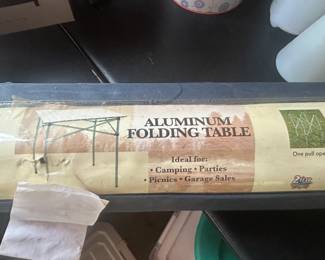 ALUMINUM
FOLDING TABLE
Ideal for:
• Camping • Parties
• Picnics • Garage Sales
One pull ope